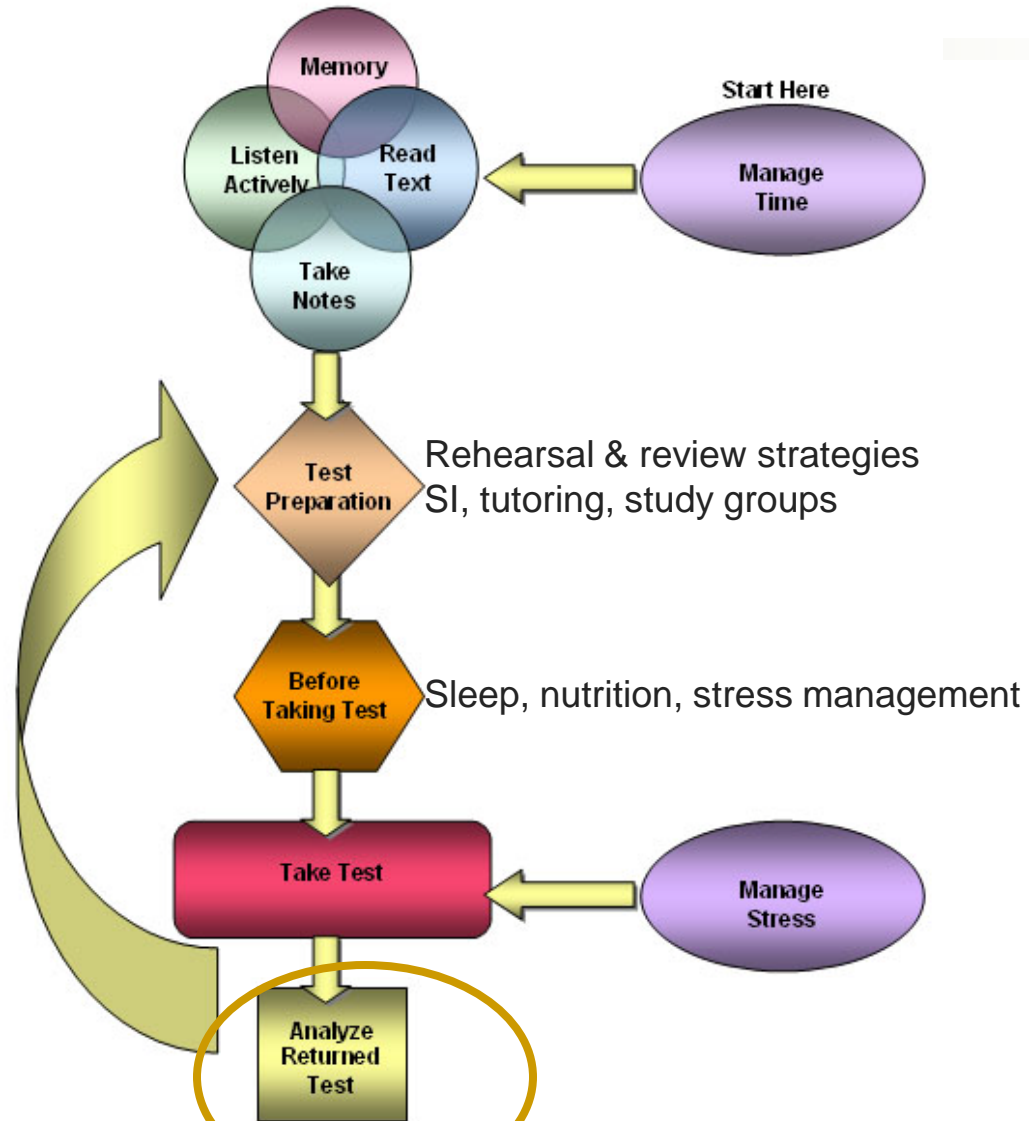 Memory
Start Here
Listen
Actively
Read
Text
Manage
Time
Take
Notes
Test
Preparation
Rehearsal & review strategies
SI, tutoring, study groups
Before
Taking Test
Sleep, nutrition, stress management
Take Test
Manage
Stress
Analyze
Returned
Test